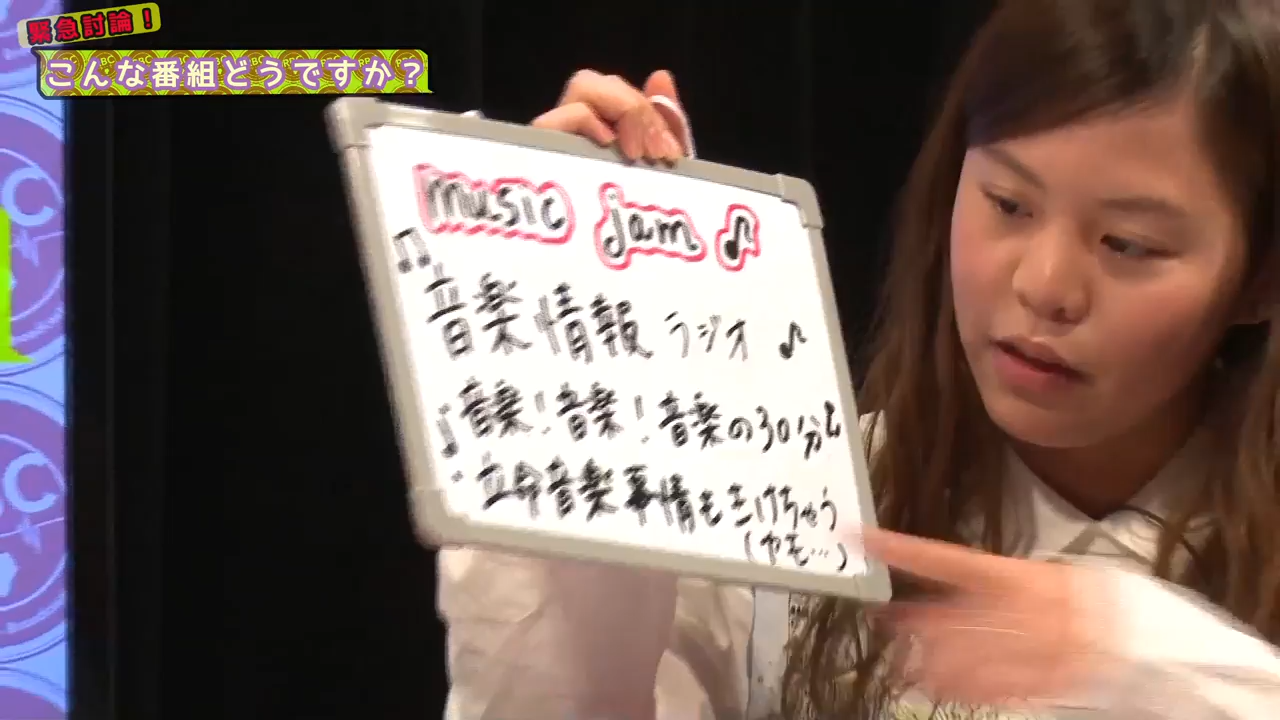 緊急討論！
こんな番組どうですか？
music jam♪
音楽情報ラジオ♪
♪音楽！音楽！音楽の30分
・立命音楽事情もきけちゃう
(かも…)